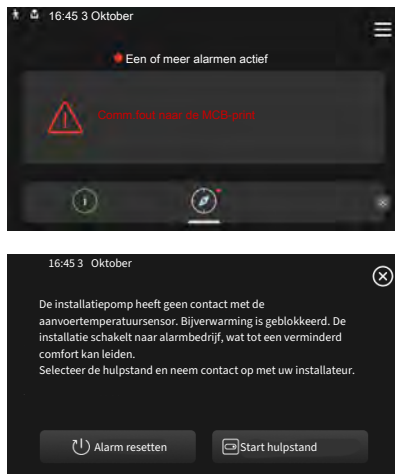 16:45 3 Oktober
Een of meer alarmen actief
Comm.fout naar de MCB-print
16:45 3 Oktober
De installatiepomp heeft geen contact met de
aanvoertemperatuursensor. Bijverwarming is geblokkeerd. De
installatie schakelt naar alarmbedrijf, wat tot een verminderd
comfort kan leiden.
Selecteer de hulpstand en neem contact op met uw installateur.
Alarm resetten
Start hulpstand